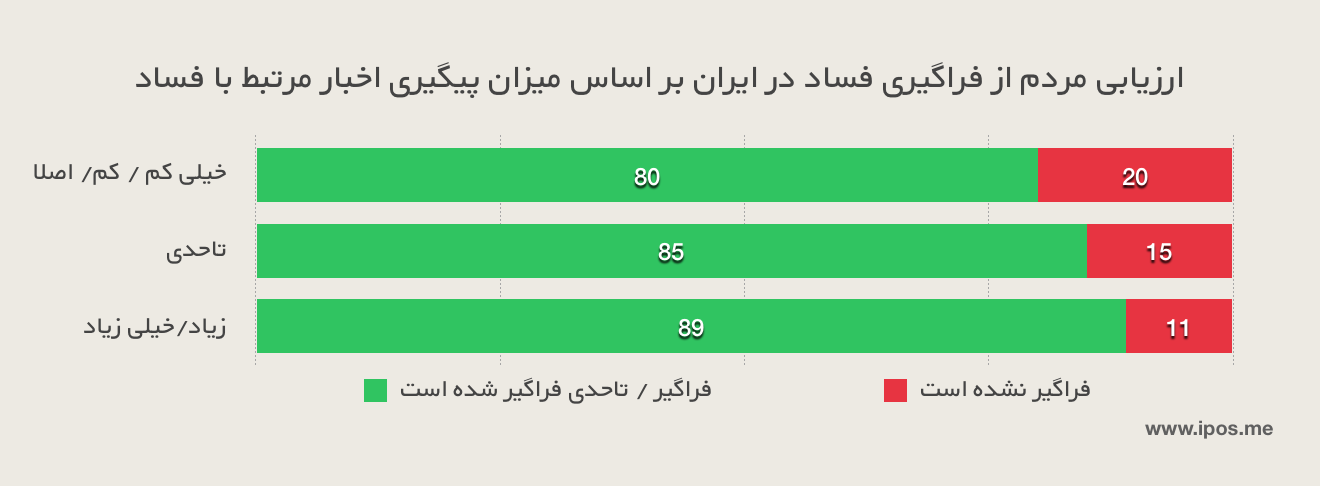 ارزیابی مردم از فراگیری فساد در ایران بر اساس میزان پیگیری اخبار مرتبط با فساد
خیلی کم / کم/ اصلا
80
20
تاحدی
85
15
زیاد/خیلی زیاد
89
11
فراگیر / تاحدی فراگیر شده است
فراگیر نشده است
www.ipos.me